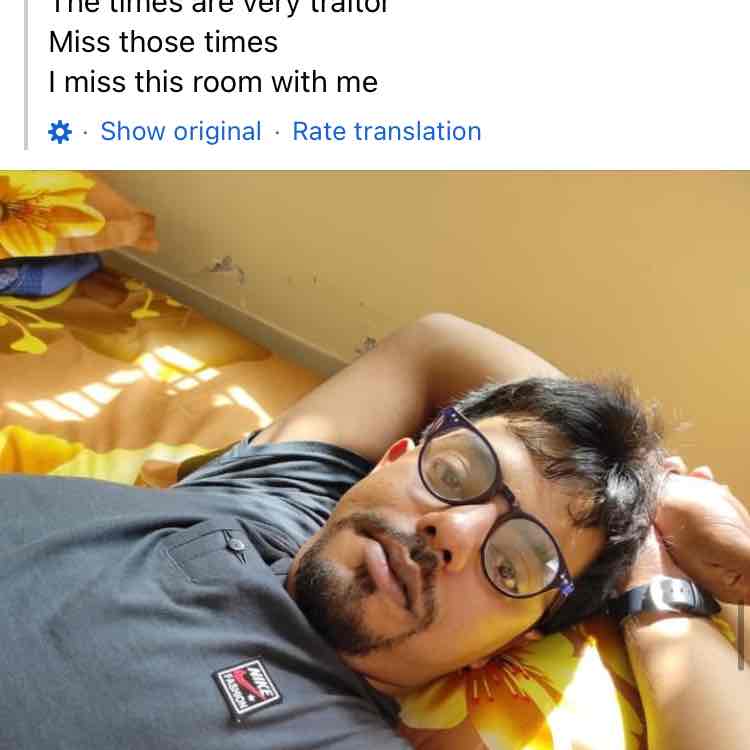 The times are very traitor
Miss those times
I miss this room with me
· Show original · Rate translation
NIKE
FASHION